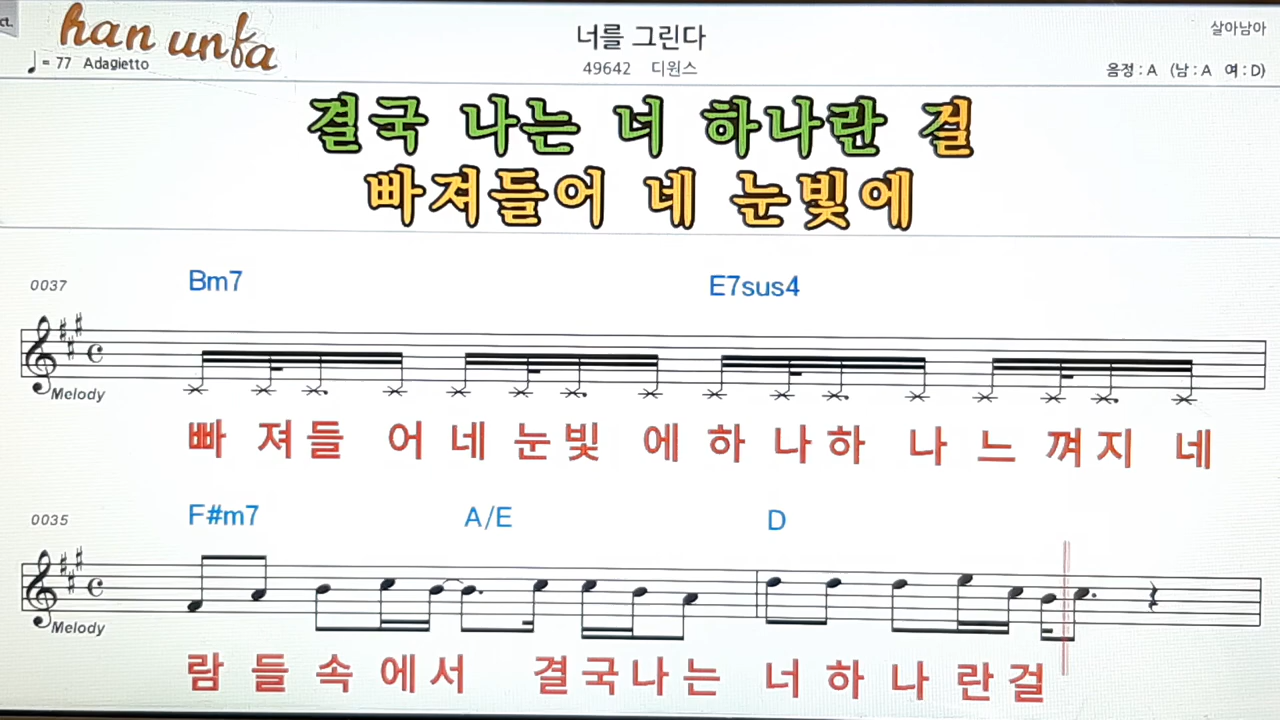 ct.
han unfa
♩ = 77 Adagietto
너를 그린다
49642 디원스
살아남아
음정 : A (남 : A 여 : D)
결국 나는 너 하나란 걸
빠져들어 네 눈빛에
0037
Bm7 E7sus4
Melody
빠 져들 어 네 눈빛 에 하 나하 나 느 껴지 네
0035
F#m7 A/E D
Melody
람 들 속 에 서 결국나 는 너 하 나 란걸